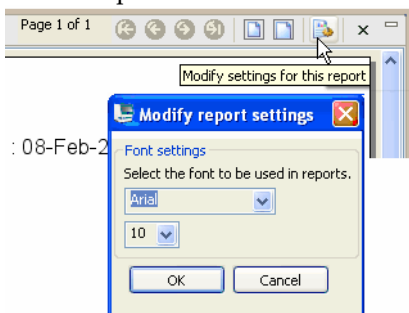 Page 1 of 1
Modify settings for this report
Modify report settings
: 08-Feb-2
Font settings
Select the font to be used in reports.
Arial
10
OK
Cancel